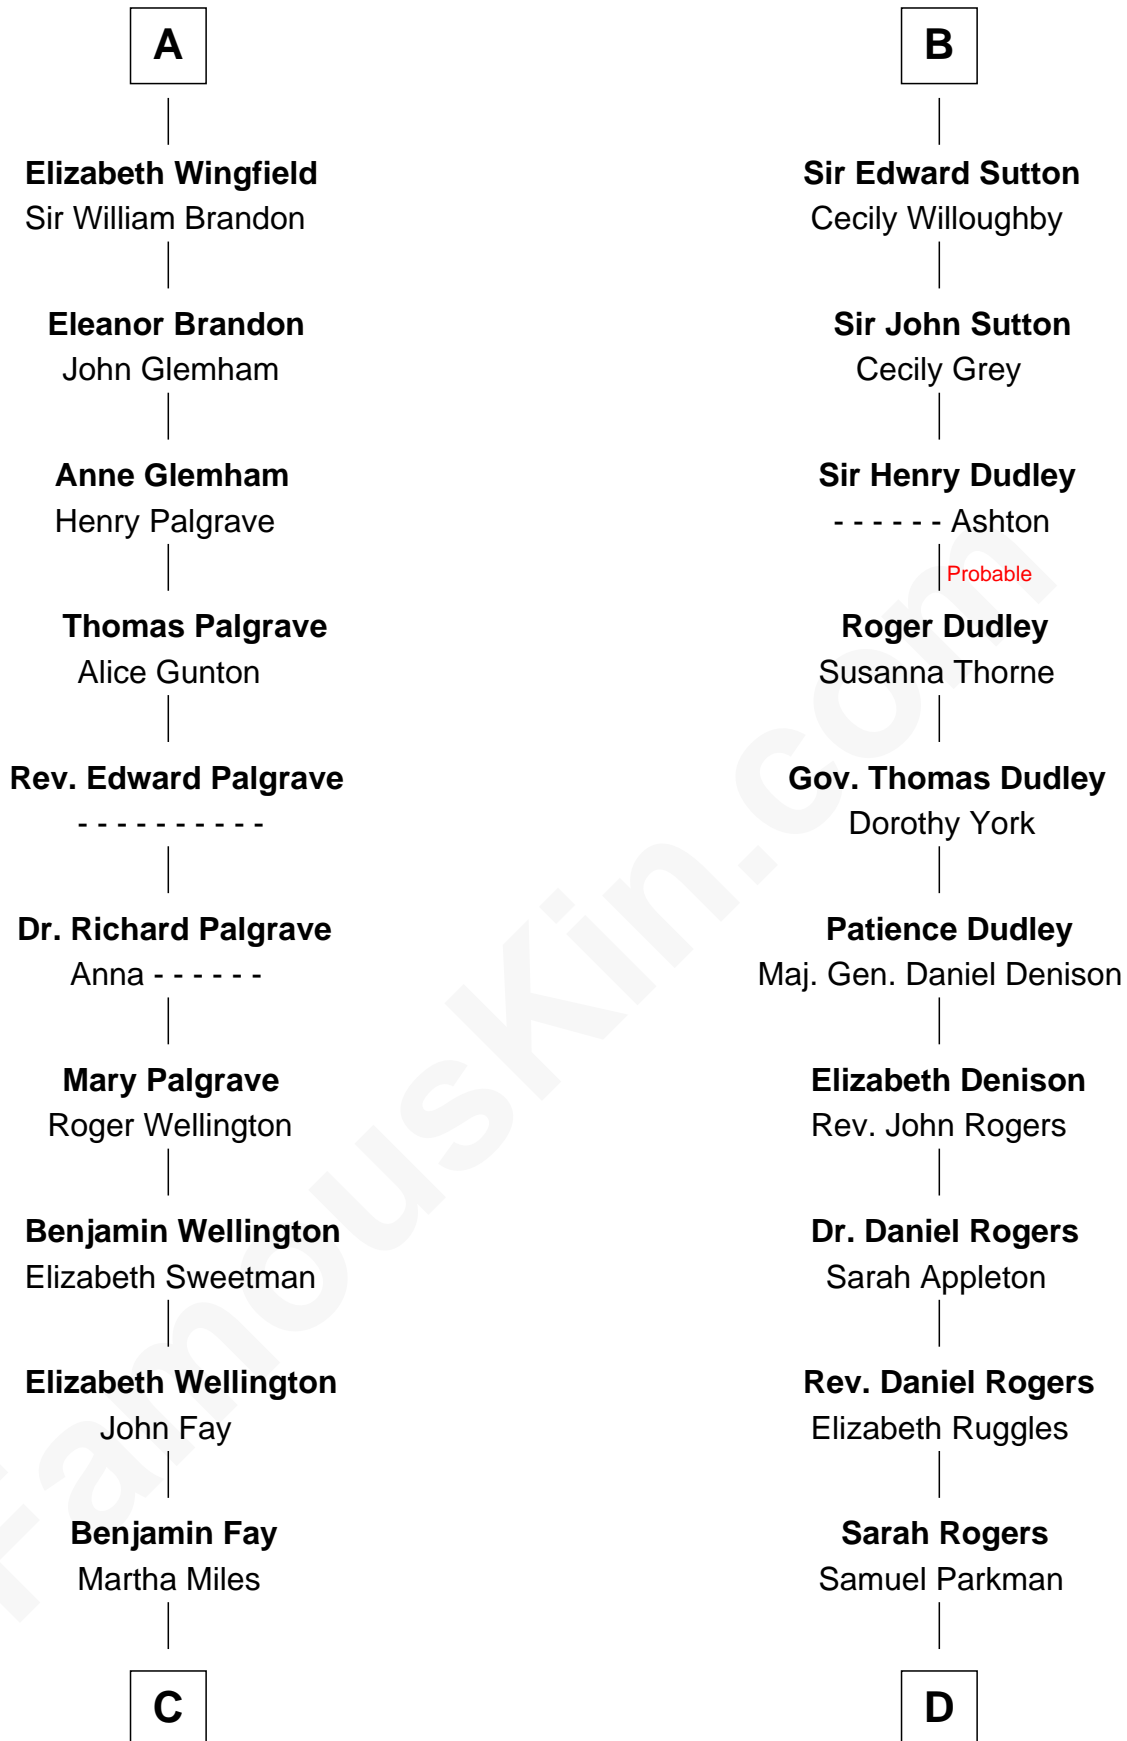 A
Elizabeth Wingfield
Sir William Brandon
Eleanor Brandon
John Glemham
Anne Glemham
Henry Palgrave
Thomas Palgrave
Alice Gunton
Rev. Edward Palgrave
- - - - - - - - - -
Dr. Richard Palgrave
Anna - - - - - -
Mary Palgrave
Roger Wellington
Benjamin Wellington
Elizabeth Sweetman
Elizabeth Wellington
John Fay
Benjamin Fay
Martha Miles
C
B
Sir Edward Sutton
Cecily Willoughby
Sir John Sutton
Cecily Grey
Sir Henry Dudley
- - - - - - Ashton
Probable
Roger Dudley
Susanna Thorne
Gov. Thomas Dudley
Dorothy York
Patience Dudley
Maj. Gen. Daniel Denison
Elizabeth Denison
Rev. John Rogers
Dr. Daniel Rogers
Sarah Appleton
Rev. Daniel Rogers
Elizabeth Ruggles
Sarah Rogers
Samuel Parkman
D
FamousKin.com